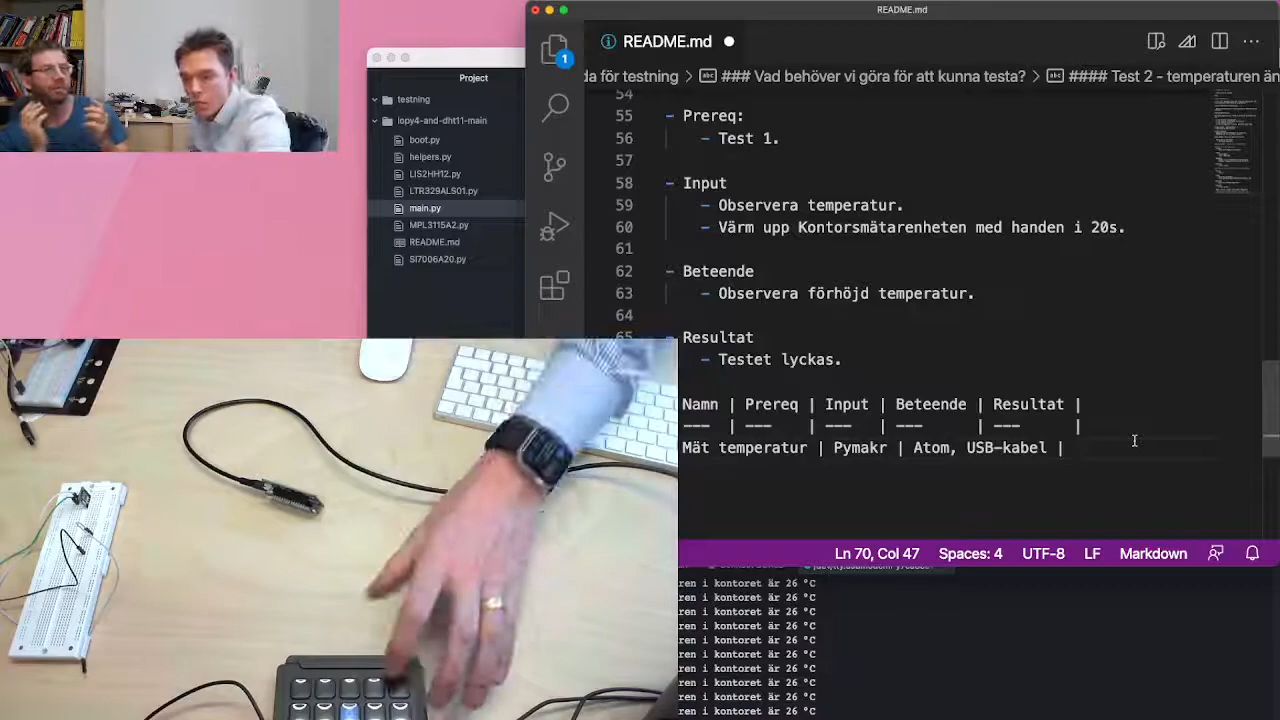 README.md
README.md
1
da för testning > ### Vad behöver vi göra för att kunna testa? > #### Test 2 - temperaturen än
Project
testning
lopy4-and-dht11-main
boot.py
helpers.py
LIS2HH12.py
LTR329ALS01.py
main.py
MPL3115A2.py
README.md
SI7006A20.py
54
55 - Prereq:
56 - Test 1.
57
58 - Input
59 - Observera temperatur.
60 - Värm upp Kontorsmätarenheten med handen i 20s.
61
62 - Beteende
63 - Observera förhöjd temperatur.
64
65 - Resultat
- Testet lyckas.
Namn | Prereq | Input | Beteende | Resultat |
--- | --- | --- | --- | --- |
Mät temperatur | Pymakr | Atom, USB-kabel |
Ln 70, Col 47 Spaces: 4 UTF-8 LF Markdown
ren i kontoret är 26 °C
ren i kontoret är 26 °C
ren i kontoret är 26 °C
ren i kontoret är 26 °C
ren i kontoret är 26 °C
ren i kontoret är 26 °C
ren i kontoret är 26 °C
ren i kontoret är 26 °C
ren i kontoret är 26 °C
ren i kontoret är 26 °C